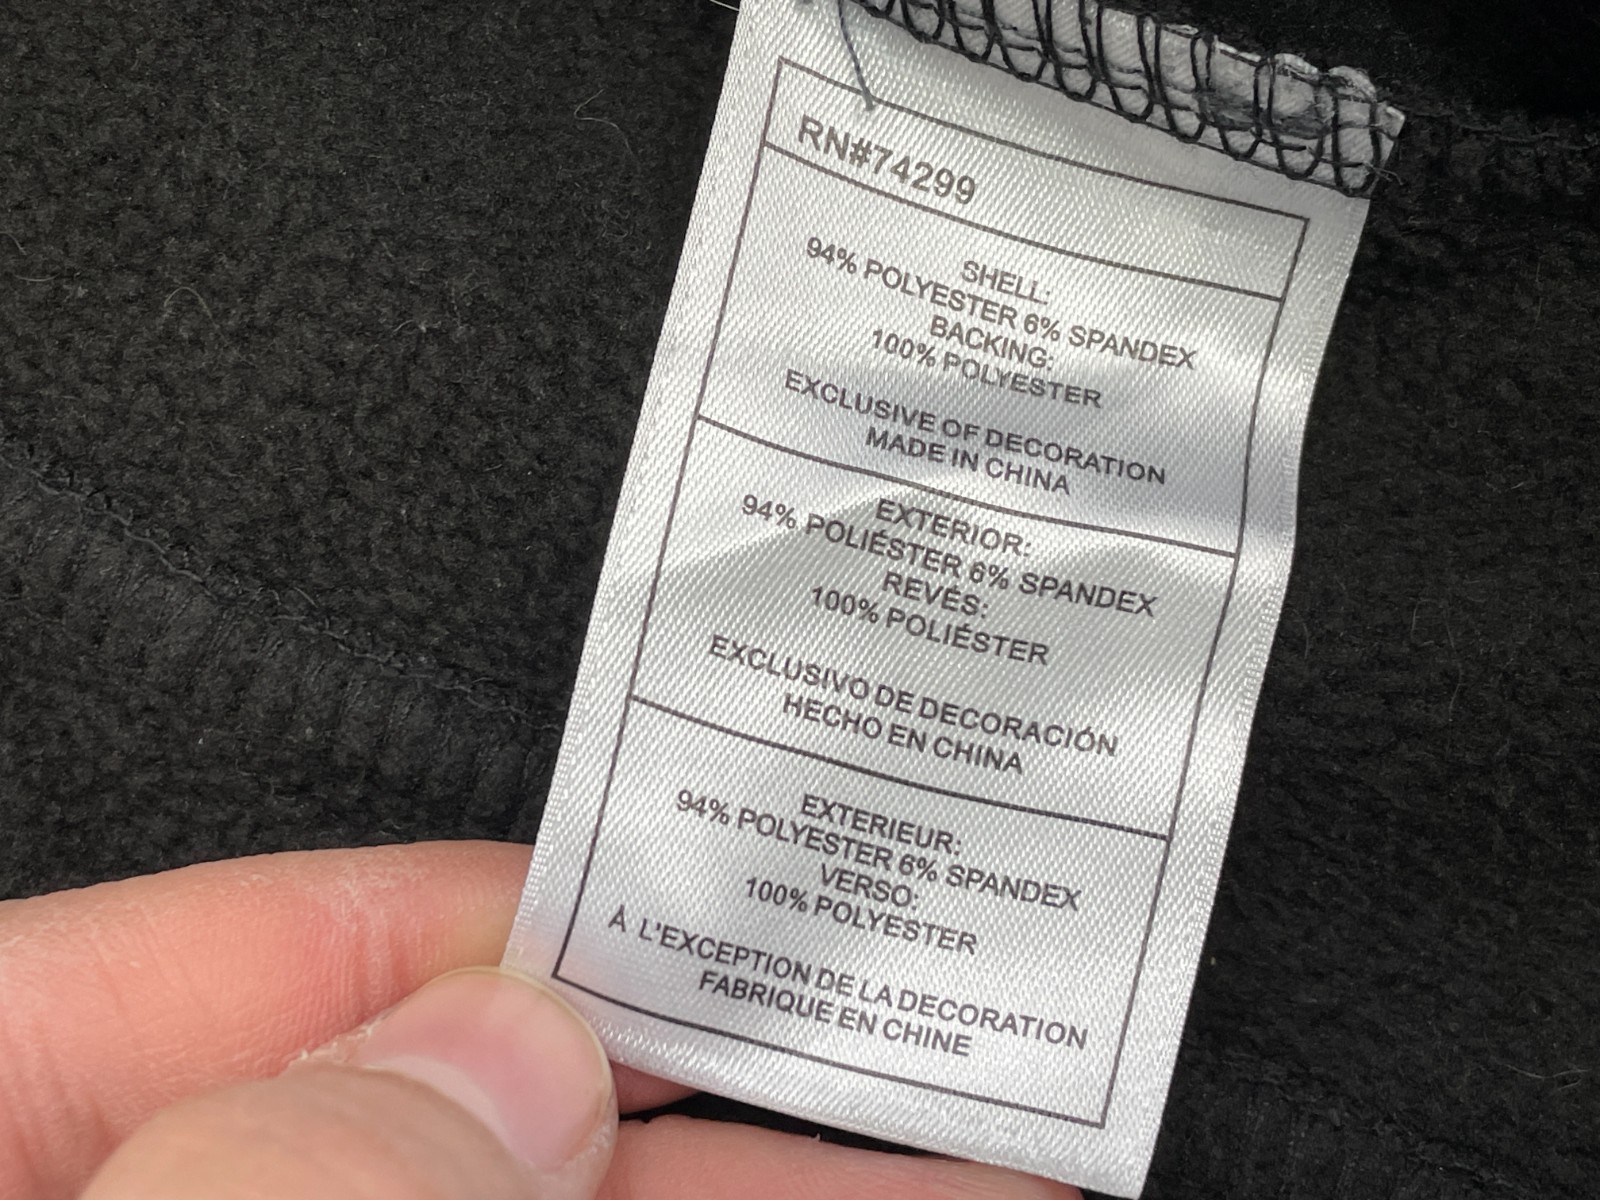 RN#74299
SHELL:
94% POLYESTER 6% SPANDEX
BACKING:
100% POLYESTER
EXCLUSIVE OF DECORATION
MADE IN CHINA
EXTERIOR:
94% POLIÉSTER 6% SPANDEX
REVÉS:
100% POLIÉSTER
EXCLUSIVO DE DECORACIÓN
HECHO EN CHINA
EXTERIEUR:
94% POLYESTER 6% SPANDEX
VERSO:
100% POLYESTER
Á L'EXCEPTION DE LA DECORATION
FABRIQUE EN CHINE